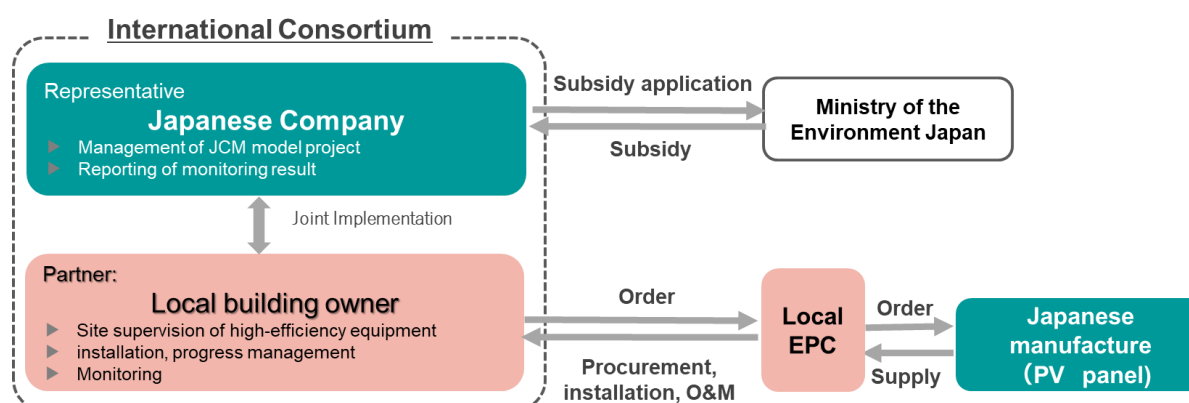 International Consortium
Representative
Japanese Company
Management of JCM model project
Reporting of monitoring result
Subsidy application
Subsidy
Ministry of the
Environment Japan
Joint Implementation
Partner:
Local building owner
Site supervision of high-efficiency equipment
installation, progress management
Monitoring
Order
Procurement,
installation, O&M
Local
EPC
Order
Supply
Japanese
manufacture
（PV panel)